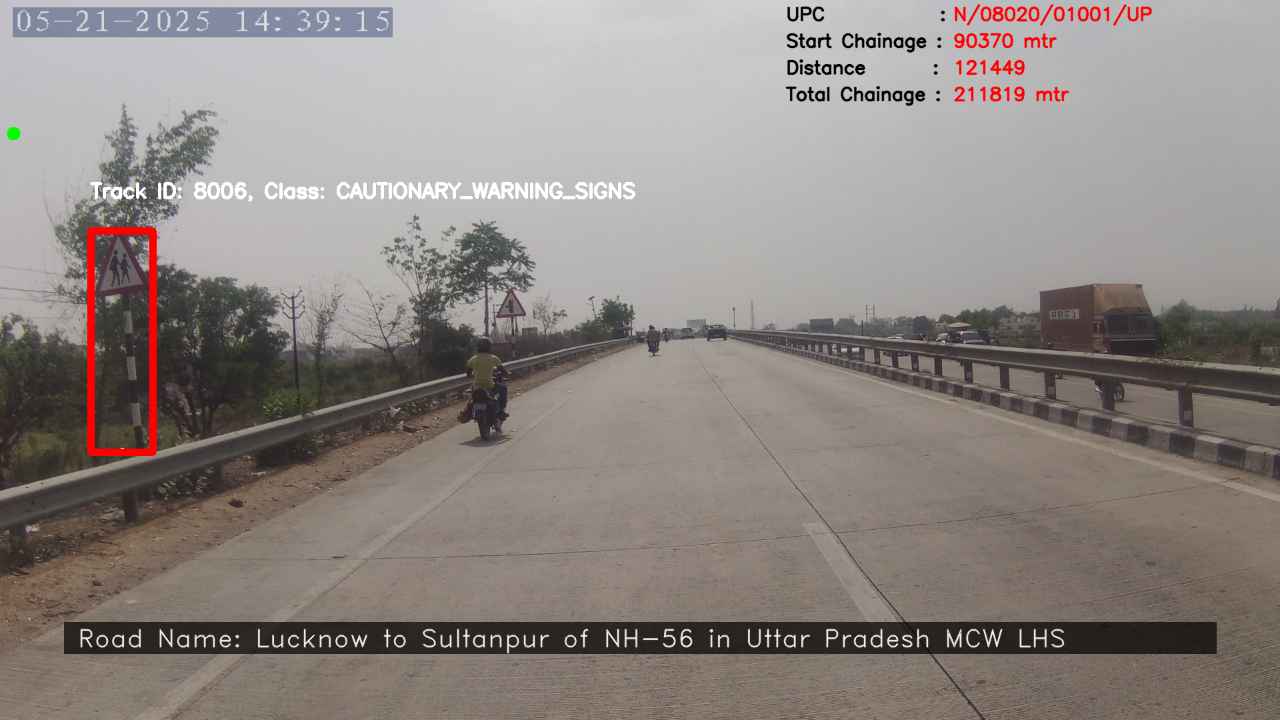 05-21-2025 14:39:15
UPC : N/08020/01001/UP
Start Chainage : 90370 mtr
Distance : 121449
Total Chainage : 211819 mtr
Track ID: 8006, Class: CAUTIONARY_WARNING_SIGNS
Road Name: Lucknow to Sultanpur of NH-56 in Uttar Pradesh MCW LHS